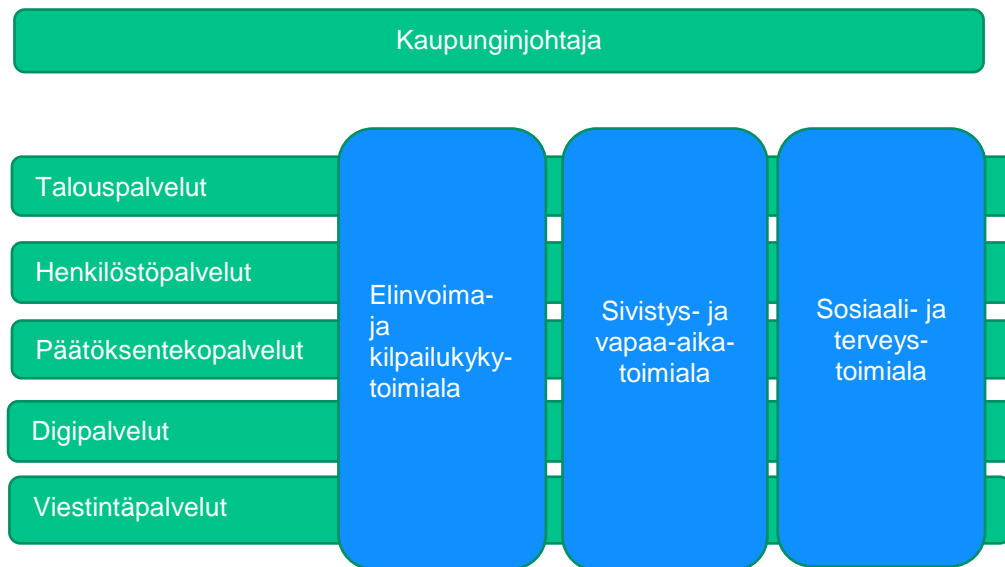 Kaupunginjohtaja
Talouspalvelut
Henkilöstöpalvelut
Päätöksentekopalvelut
Digipalvelut
Viestintäpalvelut
Elinvoima-
ja
kilpailukyky-
toimiala
Sivistys- ja
vapaa-aika-
toimiala
Sosiaali- ja
terveys-
toimiala